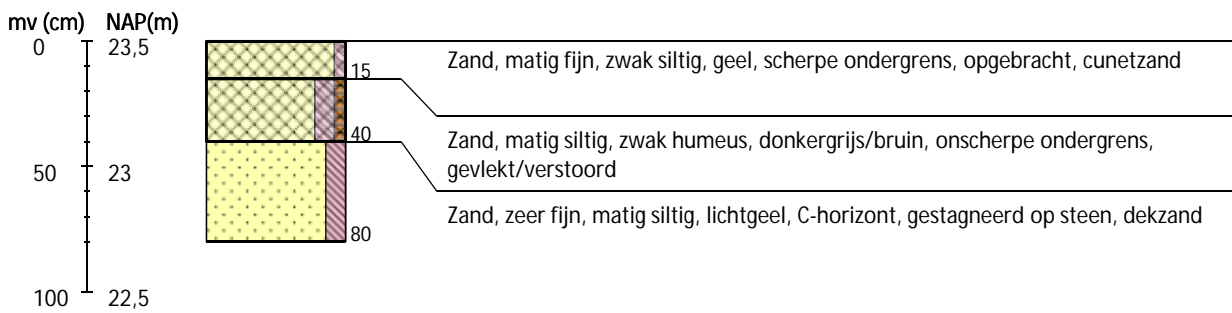 mv (cm) NAP(m)
0 23,5
Zand, matig fijn, zwak siltig, geel, scherpe ondergrens, opgebracht, cunetzand
15
Zand, matig siltig, zwak humeus, donkergrijs/bruin, onscherpe ondergrens,
gevlekt/verstoord
40
50 23
Zand, zeer fijn, matig siltig, lichtgeel, C-horizont, gestagneerd op steen, dekzand
80
100 22,5